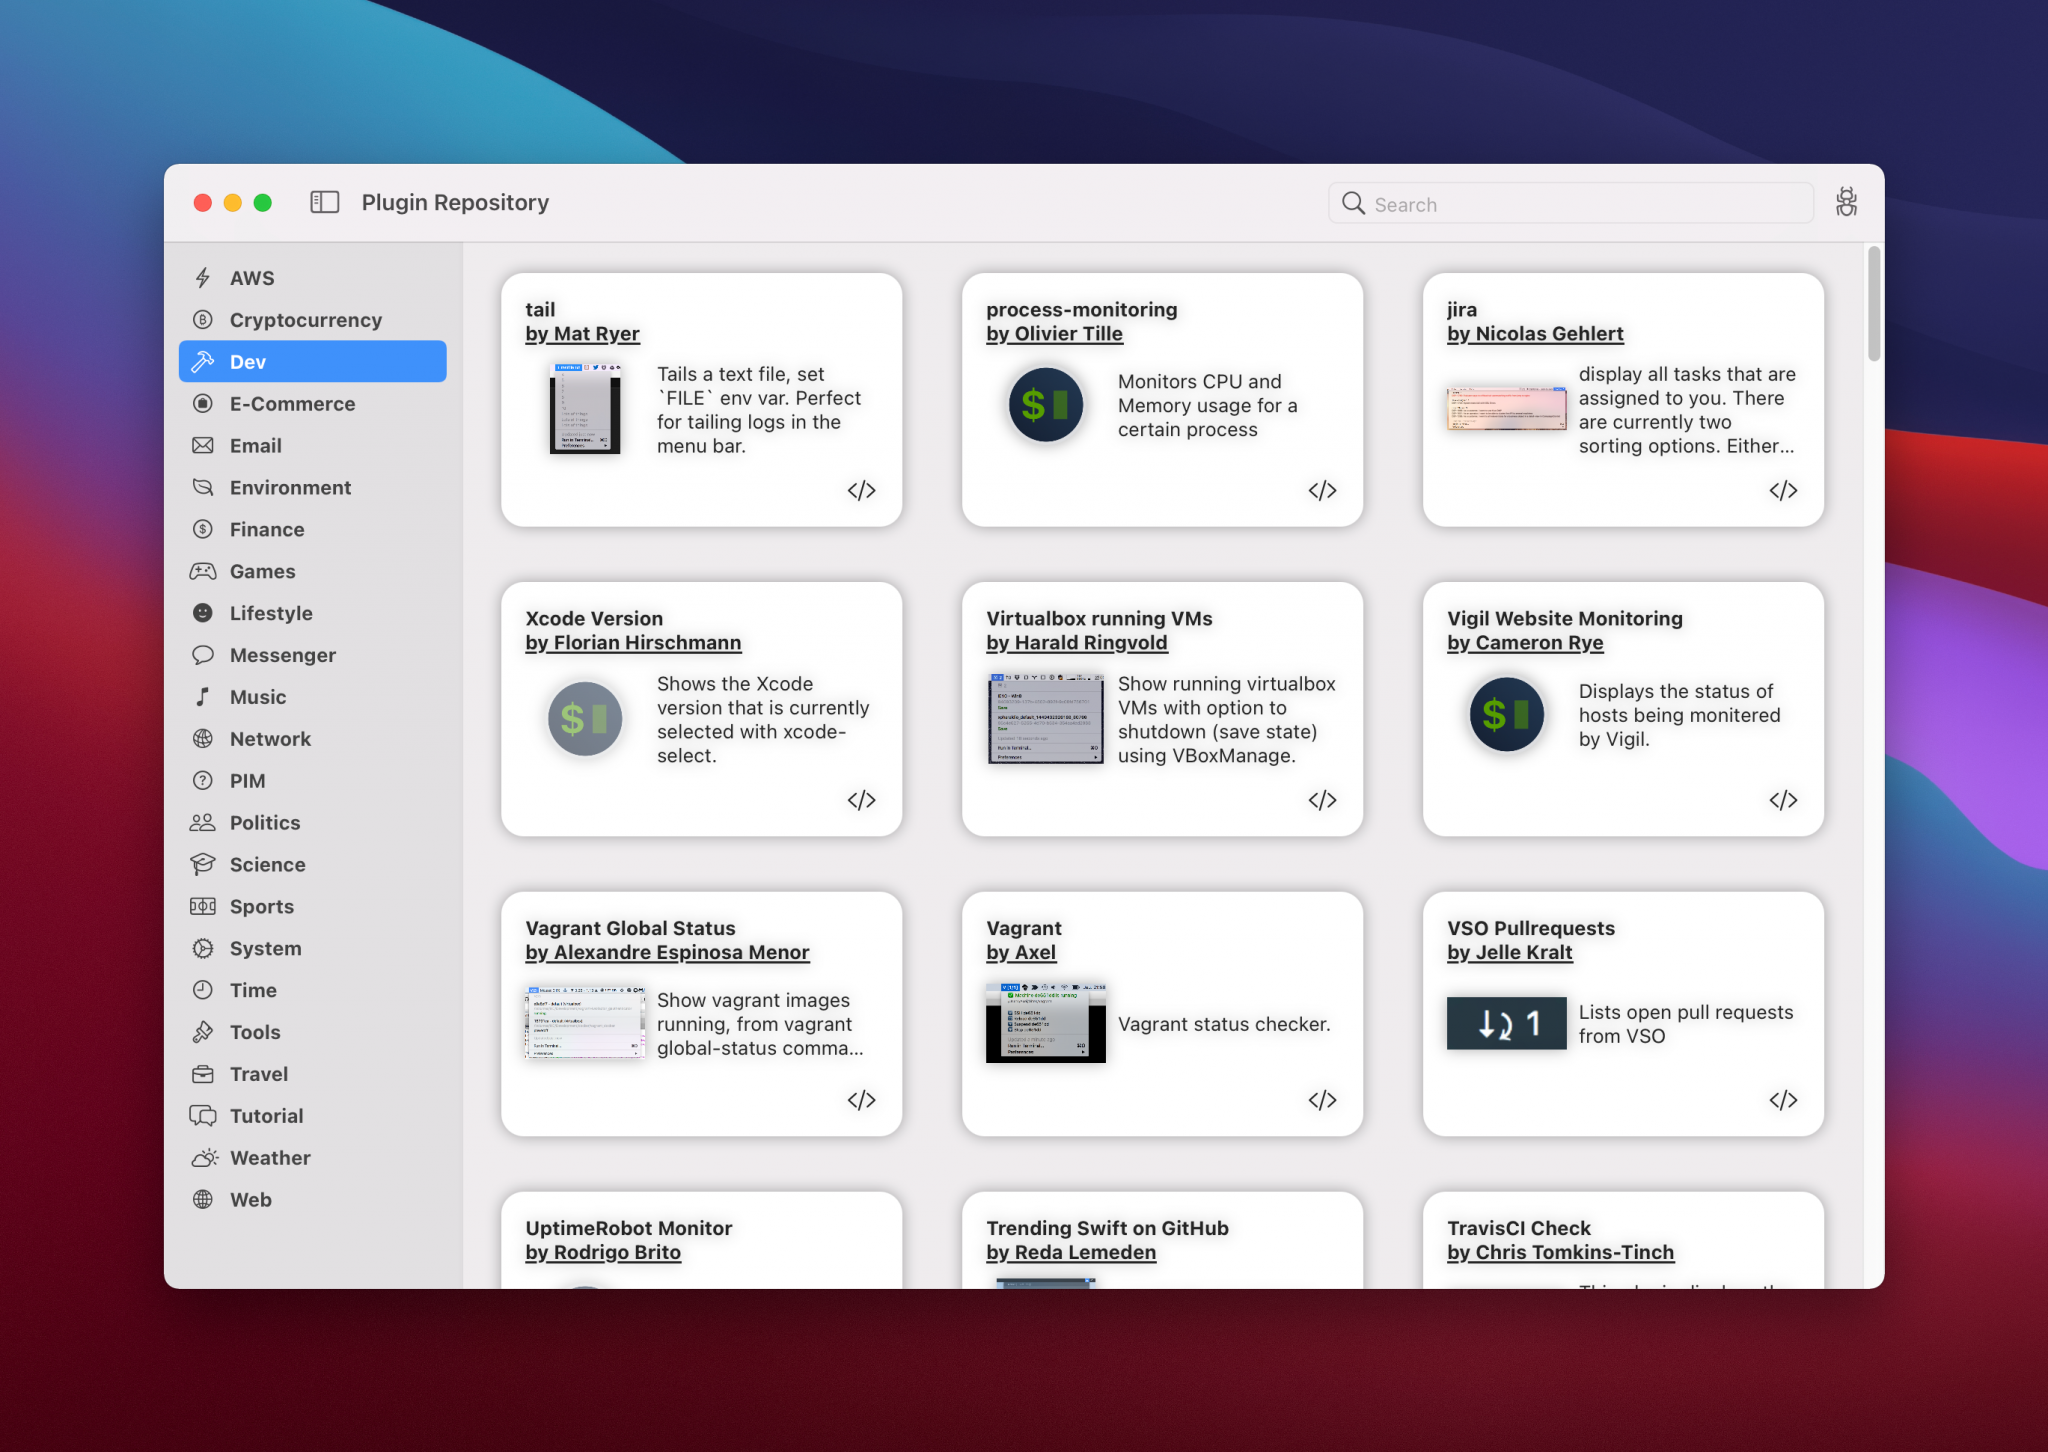 Plugin Repository
Search
AWS
Cryptocurrency
Dev
E-Commerce
Email
Environment
Finance
Games
Lifestyle
Messenger
Music
Network
PIM
Politics
Science
Sports
System
Time
Tools
Travel
Tutorial
Weather
Web
tail
by Mat Ryer
Tails a text file, set
`FILE` env var. Perfect
for tailing logs in the
menu bar.
</>
process-monitoring
by Olivier Tille
$
Monitors CPU and
Memory usage for a
certain process
</>
jira
by Nicolas Gehlert
display all tasks that are
assigned to you. There
are currently two
sorting options. Either...
</>
Xcode Version
by Florian Hirschmann
$
Shows the Xcode
version that is currently
selected with xcode-
select.
</>
Virtualbox running VMs
by Harald Ringvold
Run in Terminal...
Preferences
Show running virtualbox
VMs with option to
shutdown (save state)
using VBoxManage.
</>
Vigil Website Monitoring
by Cameron Rye
$
Displays the status of
hosts being monitered
by Vigil.
</>
Vagrant Global Status
by Alexandre Espinosa Menor
Show vagrant images
running, from vagrant
global-status comma...
</>
Vagrant
by Axel
Vagrant status checker.
</>
VSO Pullrequests
by Jelle Kralt
1
Lists open pull requests
from VSO
</>
UptimeRobot Monitor
by Rodrigo Brito
Trending Swift on GitHub
by Reda Lemeden
TravisCI Check
by Chris Tomkins-Tinch